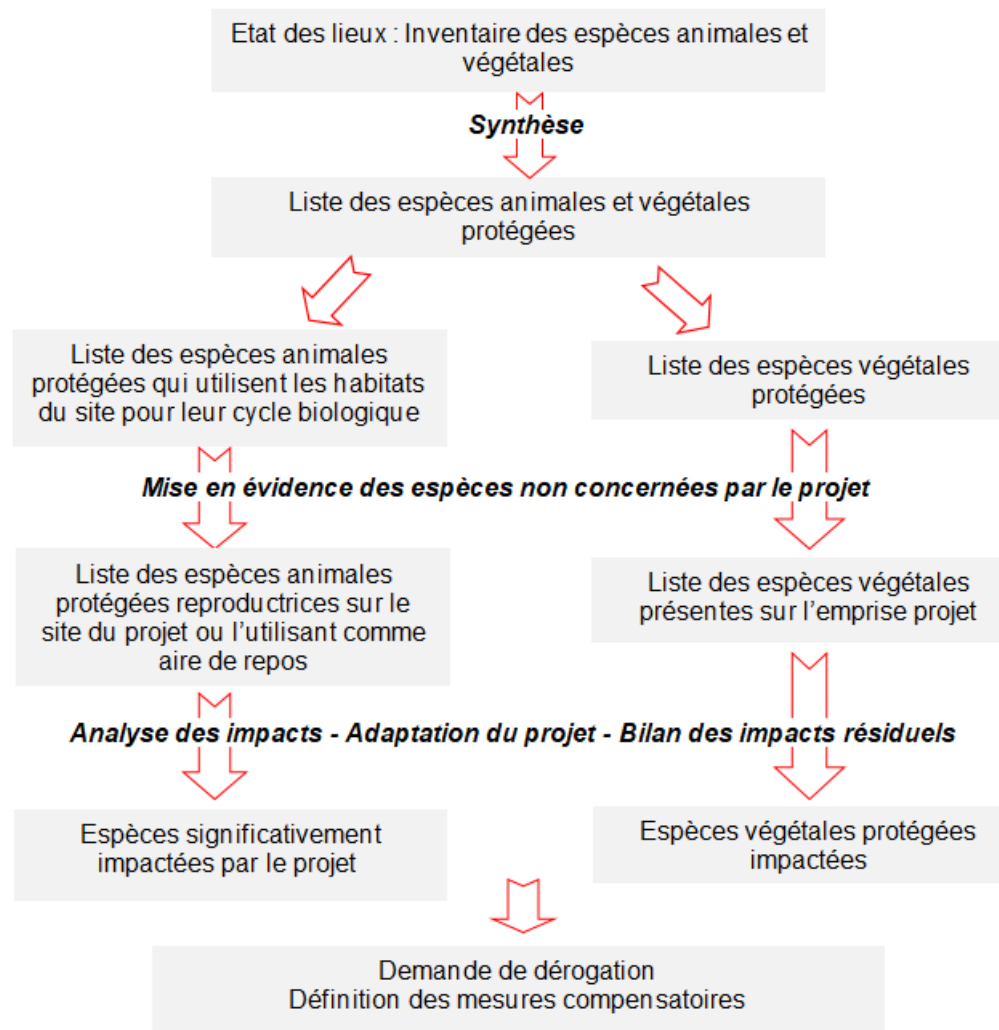 Etat des lieux : Inventaire des espèces animales et
végétales
Synthèse
Liste des espèces animales et végétales
protégées
Liste des espèces animales
protégées qui utilisent les habitats
du site pour leur cycle biologique
Liste des espèces végétales
protégées
Mise en évidence des espèces non concernées par le projet
Liste des espèces animales
protégées reproductrices sur le
site du projet ou l’utilisant comme
aire de repos
Liste des espèces végétales
présentes sur l’emprise projet
Analyse des impacts - Adaptation du projet - Bilan des impacts résiduels
Espèces significativement
impactées par le projet
Espèces végétales protégées
impactées
Demande de dérogation
Définition des mesures compensatoires